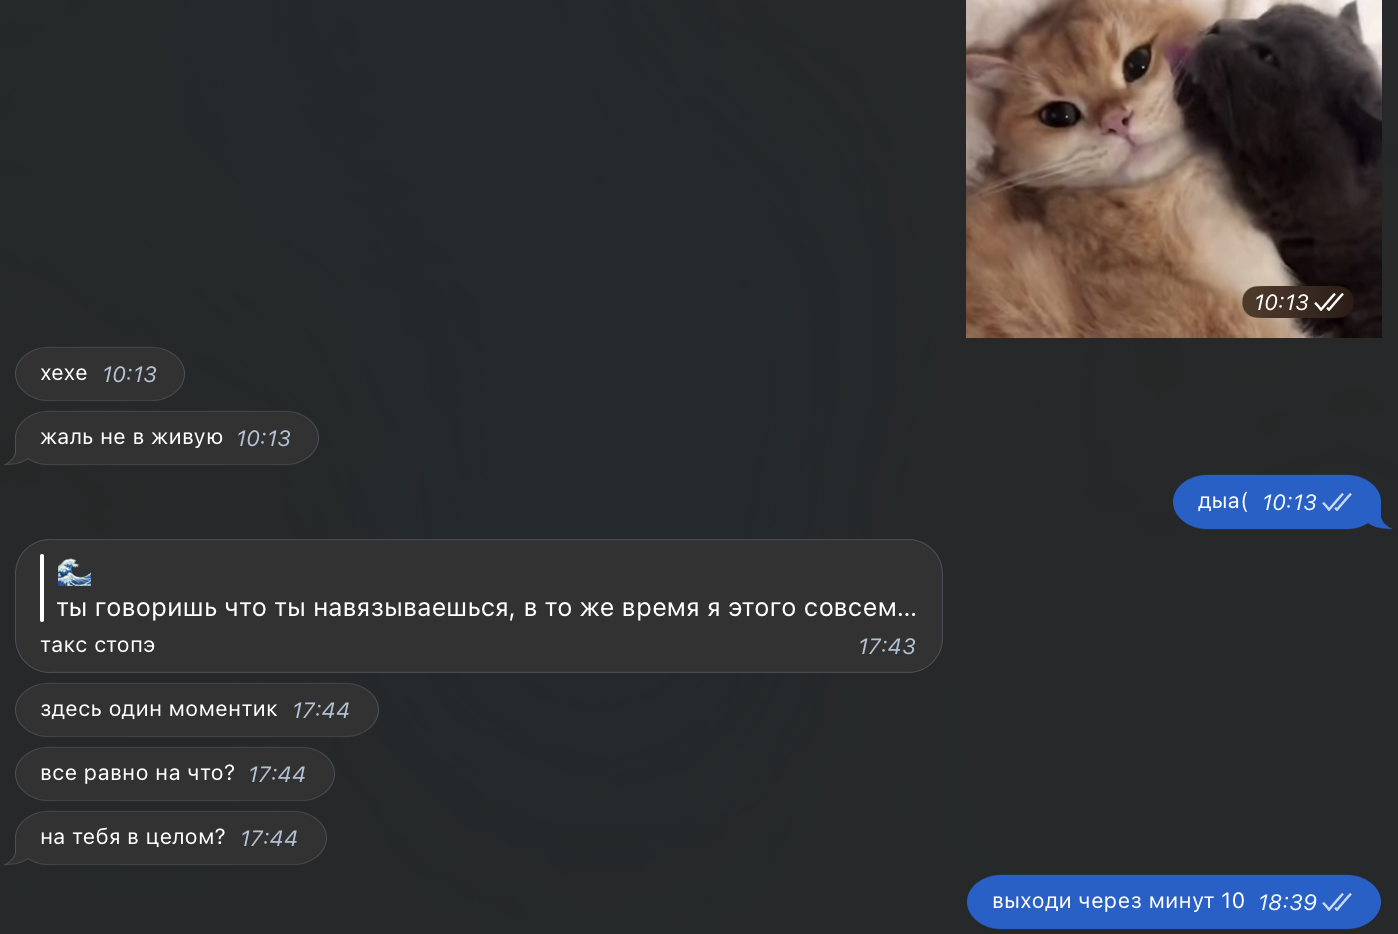 10:13
хехе 10:13
жаль не в живую 10:13
дыа( 10:13
🌊
ты говоришь что ты навязываешься, в то же время я этого совсем...
такс стопэ 17:43
здесь один моментик 17:44
все равно на что? 17:44
на тебя в целом? 17:44
выходи через минут 10 18:39